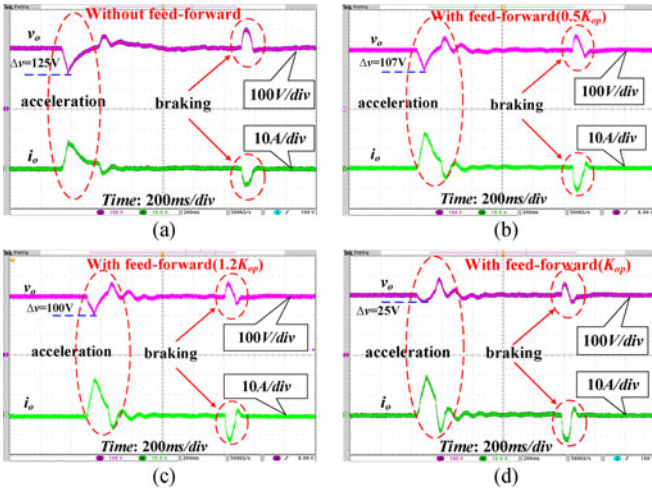 Without feed-forward
vo
Δv=125V
acceleration
braking
100V/div
10A/div
io
Time: 200ms/div
(a)
With feed-forward(0.5Kop)
vo
Δv=107V
acceleration
braking
100V/div
10A/div
io
Time: 200ms/div
(b)
With feed-forward(1.2Kop)
vo
Δv=100V
acceleration
braking
100V/div
10A/div
io
Time: 200ms/div
(c)
With feed-forward(Kop)
vo
Δv=25V
acceleration
braking
100V/div
10A/div
io
Time: 200ms/div
(d)